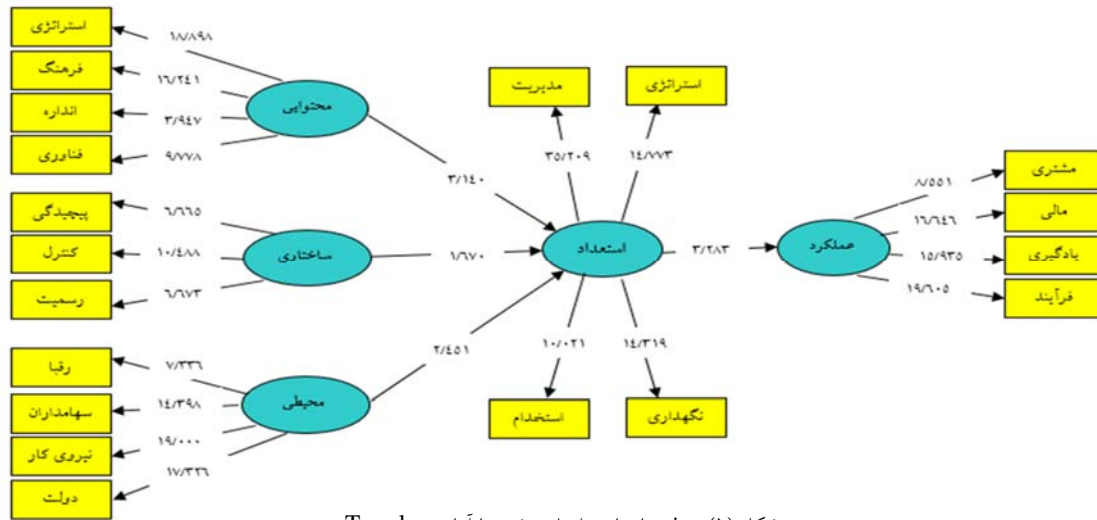 استراتژی
۱۸/۸۹۸
فرهنگ
۱۶/۲۴۱
اندازه
۳/۹۴۷
فناوری
۹/۷۷۸
محتوایی
۳/۱۴۰
پیچیدگی
۶/۶۶۵
کنترل
۱۰/۴۸۸
رسمیت
۶/۶۷۳
ساختاری
۱/۶۷۰
رقبا
۷/۳۳۶
سهامداران
۱۴/۳۹۸
نیروی کار
۱۹/۰۰۰
دولت
۱۷/۳۲۶
محیطی
۲/۴۵۱
مدیریت
۳۵/۲۰۹
استراتژی
۱۴/۷۷۳
استعداد
۱۰/۰۲۱
استخدام
۱۴/۳۱۹
نگهداری
۳/۲۸۳
عملکرد
۸/۵۵۱
مشتری
۱۶/۶۴۶
مالی
۱۵/۹۳۵
یادگیری
۱۹/۶۰۵
فرآیند